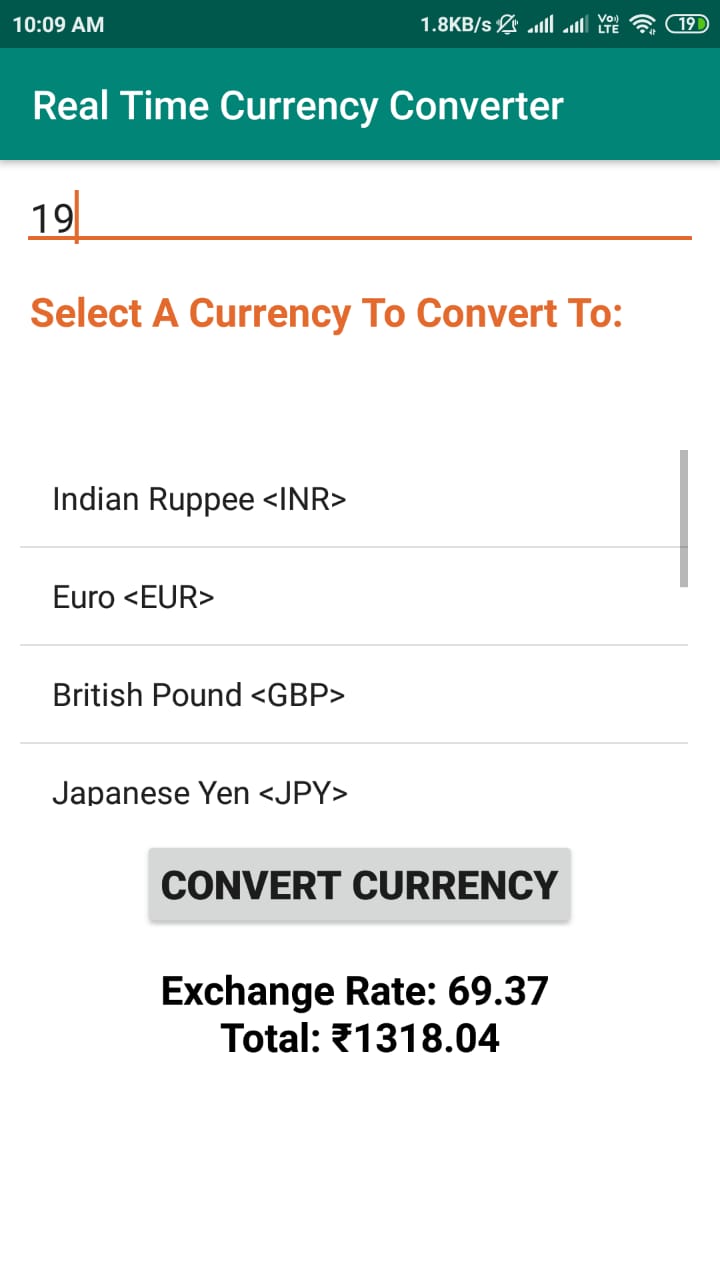 10:09 AM 1.8KB/s Vo) LTE 19
Real Time Currency Converter
19
Select A Currency To Convert To:
Indian Ruppee <INR>
Euro <EUR>
British Pound <GBP>
Japanese Yen <JPY>
CONVERT CURRENCY
Exchange Rate: 69.37
Total: ₹1318.04